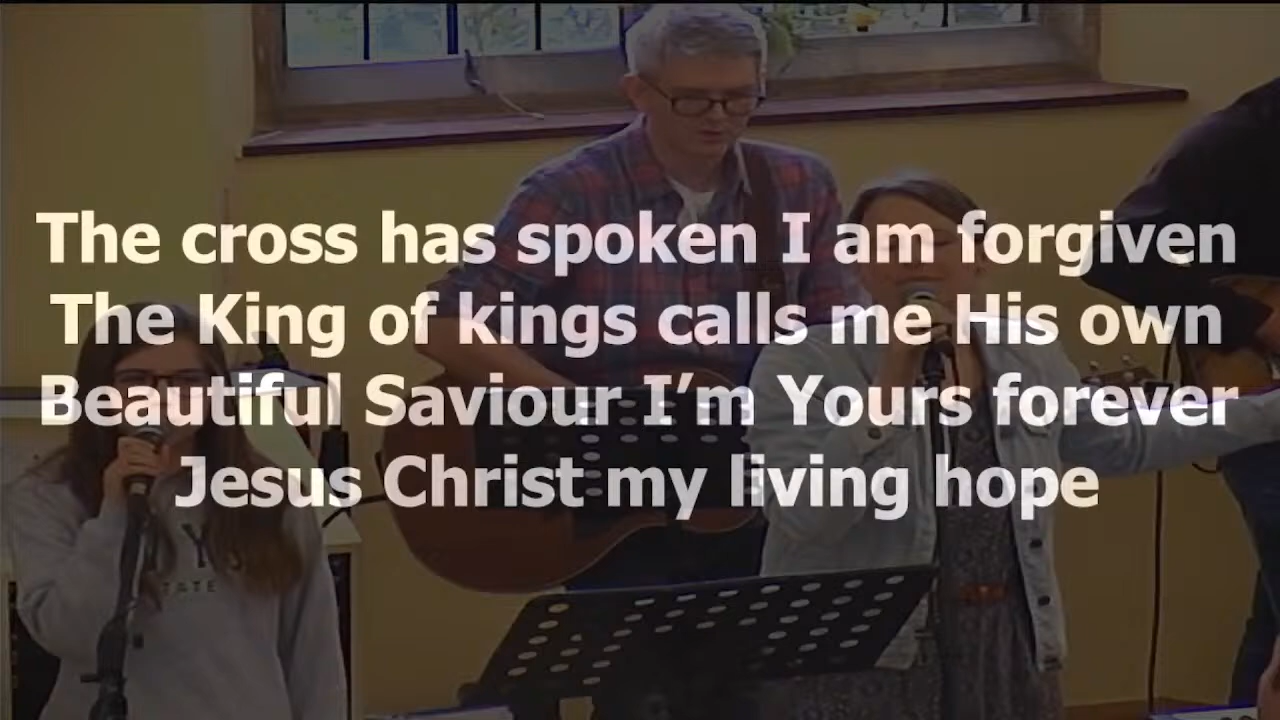 The cross has spoken I am forgiven
The King of kings calls me His own
Beautiful Saviour I’m Yours forever
Jesus Christ my living hope
TATE